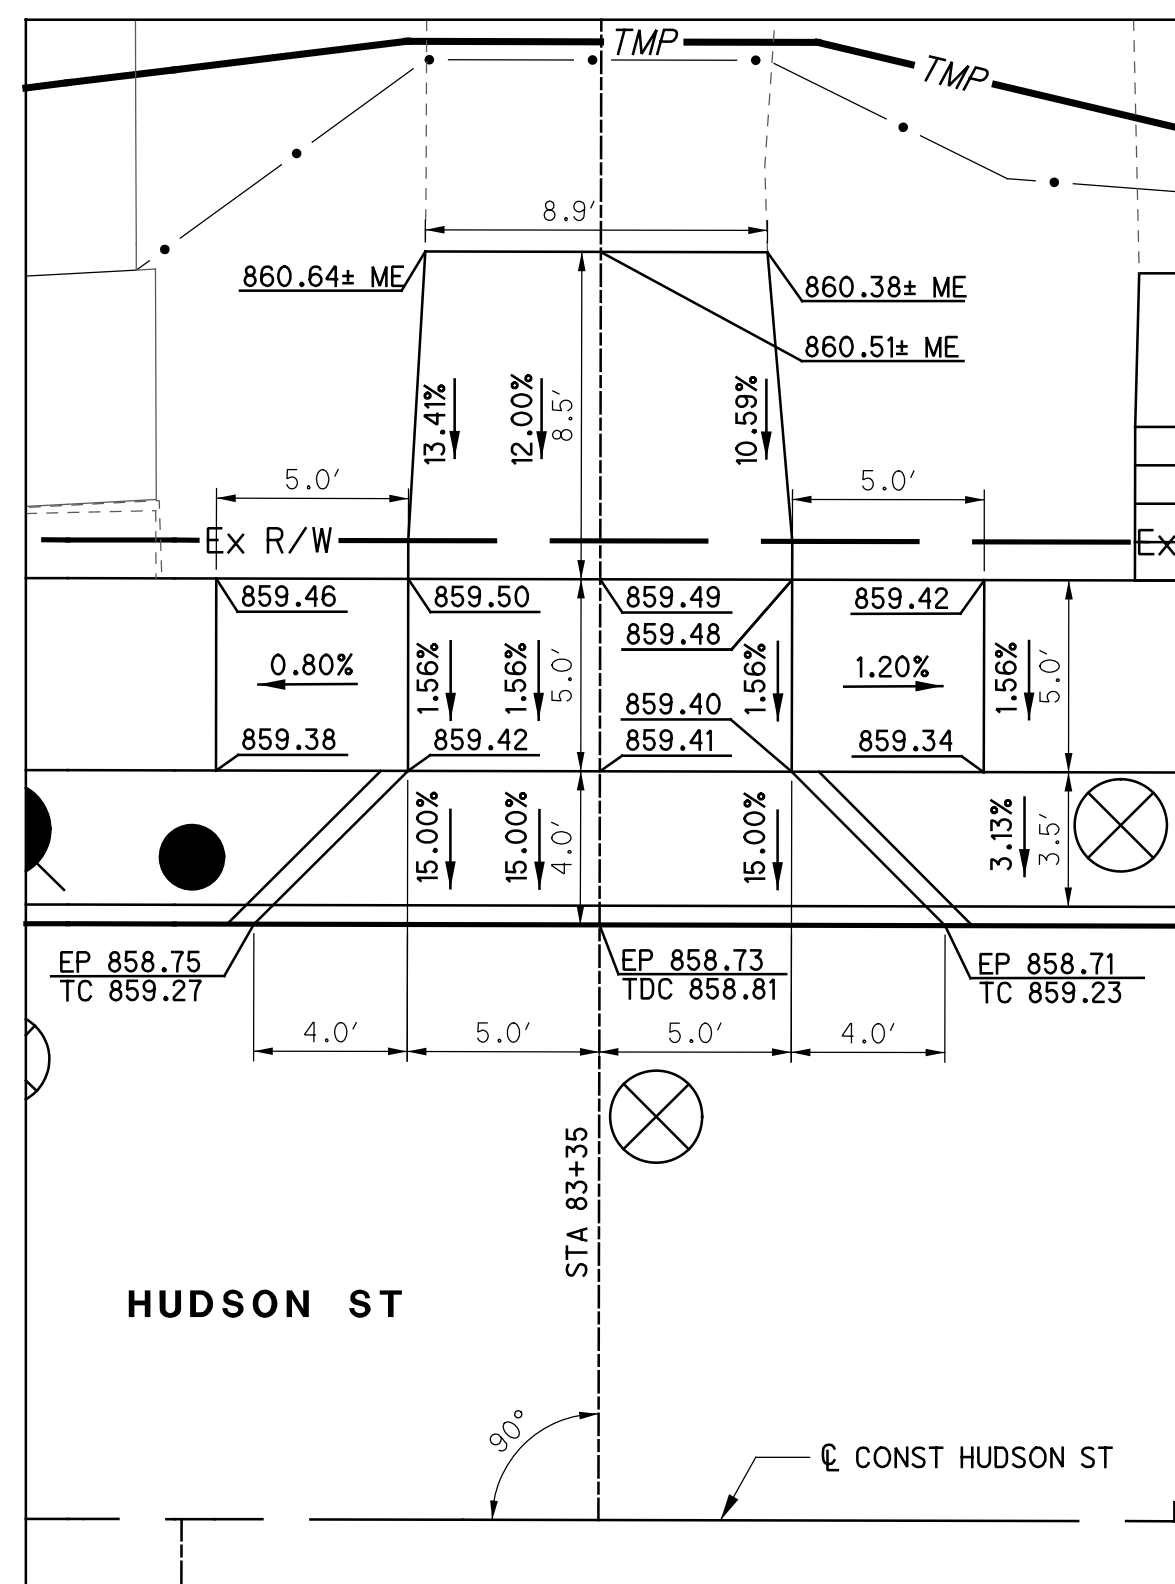 TMP
TMP
8.9'
860.64± ME
860.38± ME
860.51± ME
13.41%
12.00%
8.5'
10.59%
5.0'
5.0'
Ex R/W
Ex
859.46
859.50
859.49
859.42
859.48
0.80%
1.56%
1.56%
5.0'
1.56%
1.20%
1.56%
5.0'
859.40
859.38
859.42
859.41
859.34
15.00%
15.00%
4.0'
15.00%
3.13%
3.5'
EP 858.75
TC 859.27
EP 858.73
TDC 858.81
EP 858.71
TC 859.23
4.0'
5.0'
5.0'
4.0'
STA 83+35
HUDSON ST
90°
℄ CONST HUDSON ST